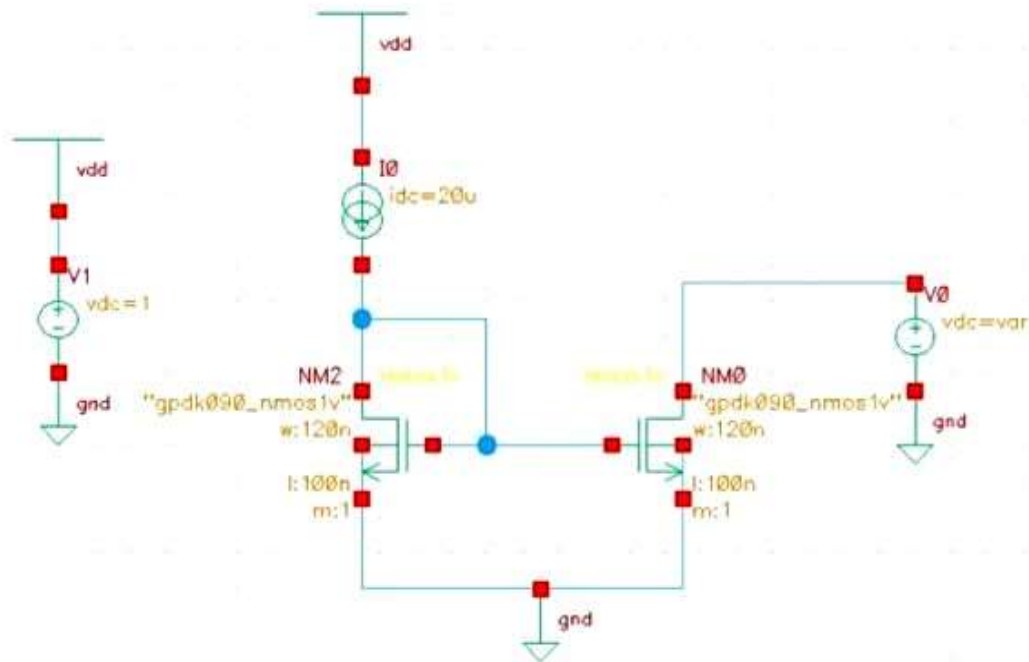 vdd
I0
idc=20u
vdd
V1
vdc=1
gnd
V0
vdc=var
NM2
"gpdk090_nmos1v"
w:120n
l:100n
m:1
NM0
"gpdk090_nmos1v"
w:120n
l:100n
m:1
gnd
gnd